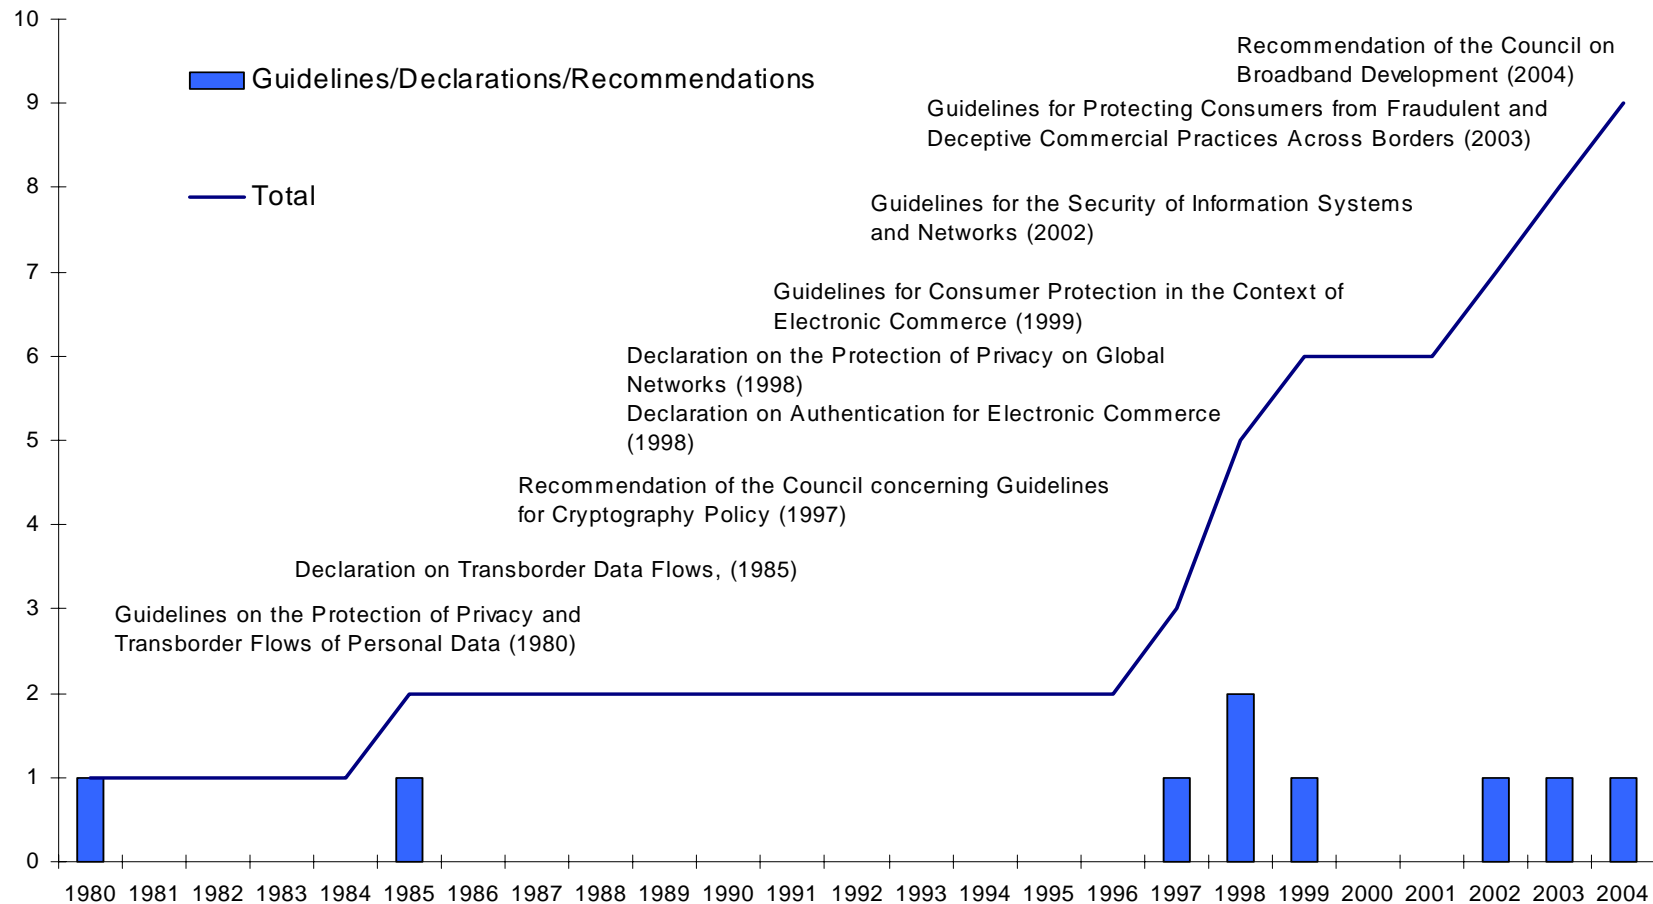 10
9
8
7
6
5
4
3
2
1
0
Guidelines/Declarations/Recommendations
Total
Recommendation of the Council on
Broadband Development (2004)
Guidelines for Protecting Consumers from Fraudulent and
Deceptive Commercial Practices Across Borders (2003)
Guidelines for the Security of Information Systems
and Networks (2002)
Guidelines for Consumer Protection in the Context of
Electronic Commerce (1999)
Declaration on the Protection of Privacy on Global
Networks (1998)
Declaration on Authentication for Electronic Commerce
(1998)
Recommendation of the Council concerning Guidelines
for Cryptography Policy (1997)
Declaration on Transborder Data Flows, (1985)
Guidelines on the Protection of Privacy and
Transborder Flows of Personal Data (1980)
1980 1981 1982 1983 1984 1985 1986 1987 1988 1989 1990 1991 1992 1993 1994 1995 1996 1997 1998 1999 2000 2001 2002 2003 2004